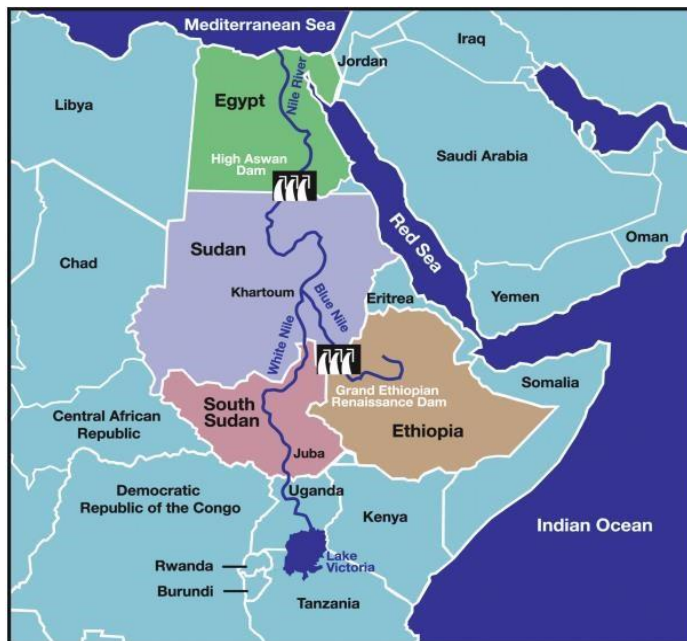 Mediterranean Sea
Iraq
Jordan
Nile River
Egypt
Libya
High Aswan
Dam
Saudi Arabia
Red Sea
Oman
Sudan
Chad
Khartoum
Blue Nile
Eritrea
Yemen
White Nile
Grand Ethiopian
Renaissance Dam
Somalia
South
Sudan
Central African
Republic
Ethiopia
Juba
Democratic
Republic of the Congo
Uganda
Kenya
Indian Ocean
Rwanda
Lake
Victoria
Burundi
Tanzania